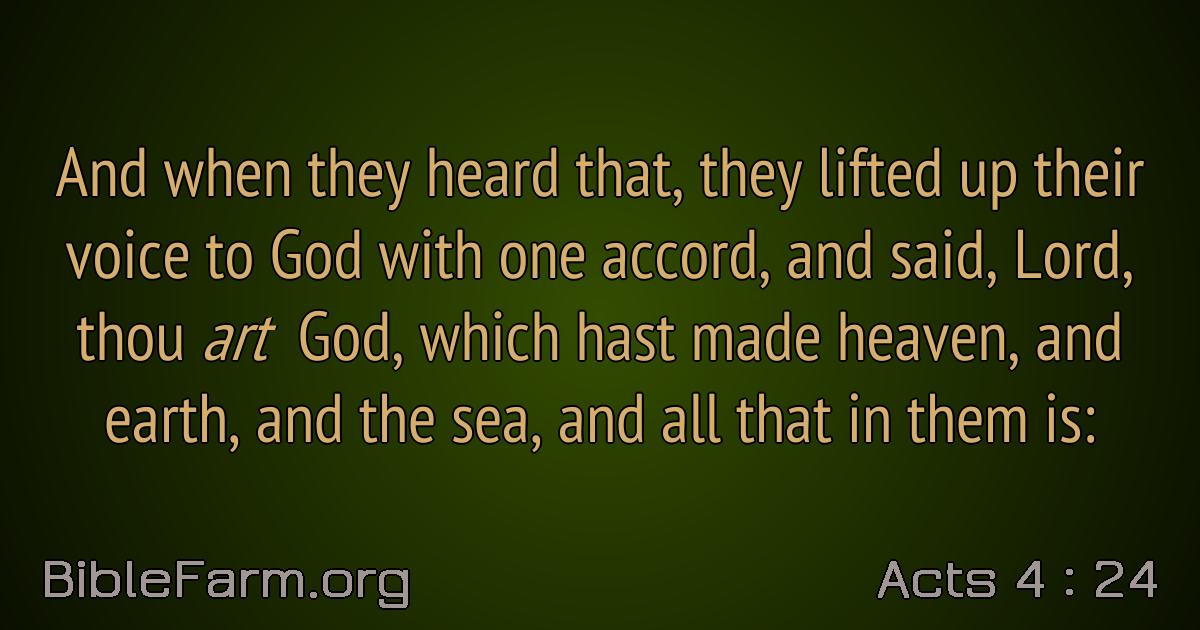 And when they heard that, they lifted up their
voice to God with one accord, and said, Lord,
thou art God, which hast made heaven, and
earth, and the sea, and all that in them is:
BibleFarm.org
Acts 4 : 24